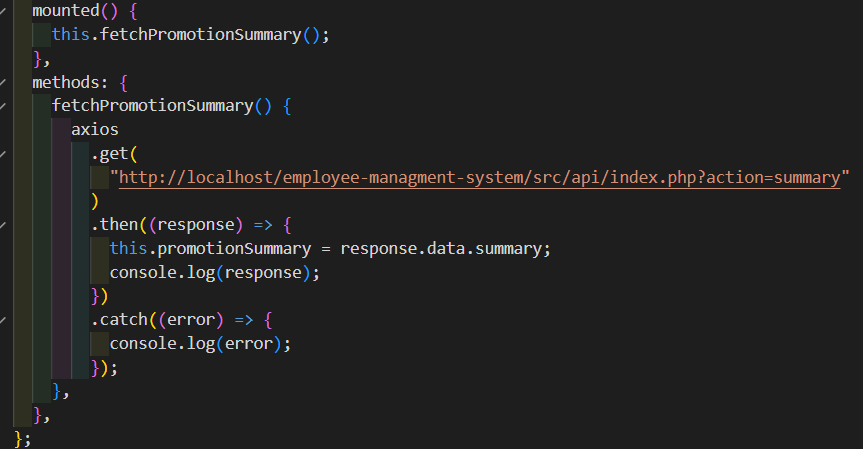 mounted() {
this.fetchPromotionSummary();
},
methods: {
fetchPromotionSummary() {
axios
.get(
"http://localhost/employee-managment-system/src/api/index.php?action=summary"
)
.then((response) => {
this.promotionSummary = response.data.summary;
console.log(response);
})
.catch((error) => {
console.log(error);
});
},
},
};